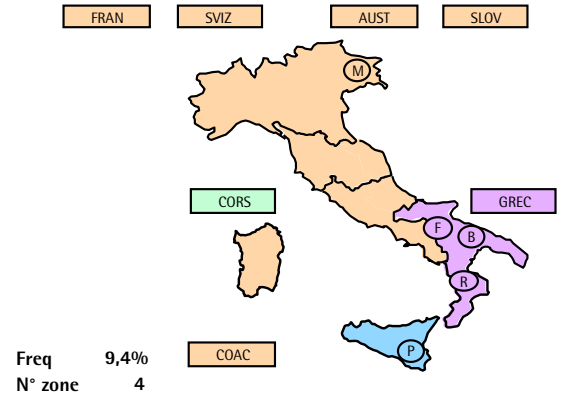 FRAN SVIZ AUST SLOV
M
CORS GREC
F
B
R
COAC
P
Freq 9,4%
N° zone 4